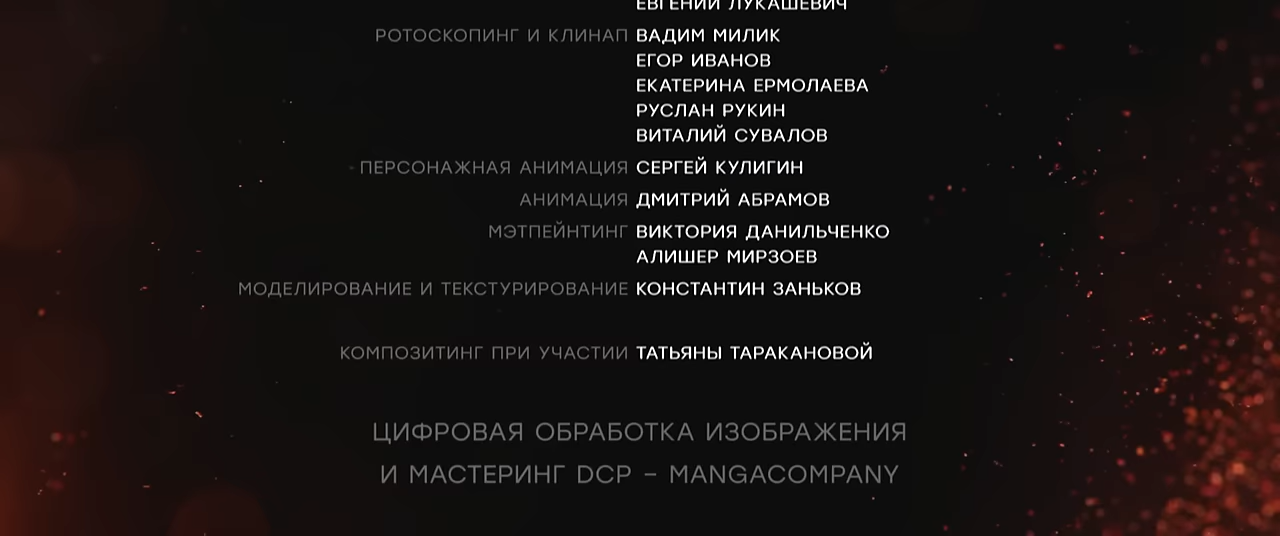 ЕВГЕНИЙ ЛУКАШЕВИЧ
РОТОСКОПИНГ И КЛИНАП ВАДИМ МИЛИК
ЕГОР ИВАНОВ
ЕКАТЕРИНА ЕРМОЛАЕВА
РУСЛАН РУКИН
ВИТАЛИЙ СУВАЛОВ
ПЕРСОНАЖНАЯ АНИМАЦИЯ СЕРГЕЙ КУЛИГИН
АНИМАЦИЯ ДМИТРИЙ АБРАМОВ
МЭТПЕЙНТИНГ ВИКТОРИЯ ДАНИЛЬЧЕНКО
АЛИШЕР МИРЗОЕВ
МОДЕЛИРОВАНИЕ И ТЕКСТУРИРОВАНИЕ КОНСТАНТИН ЗАНЬКОВ
КОМПОЗИТИНГ ПРИ УЧАСТИИ ТАТЬЯНЫ ТАРАКАНОВОЙ
ЦИФРОВАЯ ОБРАБОТКА ИЗОБРАЖЕНИЯ
И МАСТЕРИНГ DCP – MANGACOMPANY